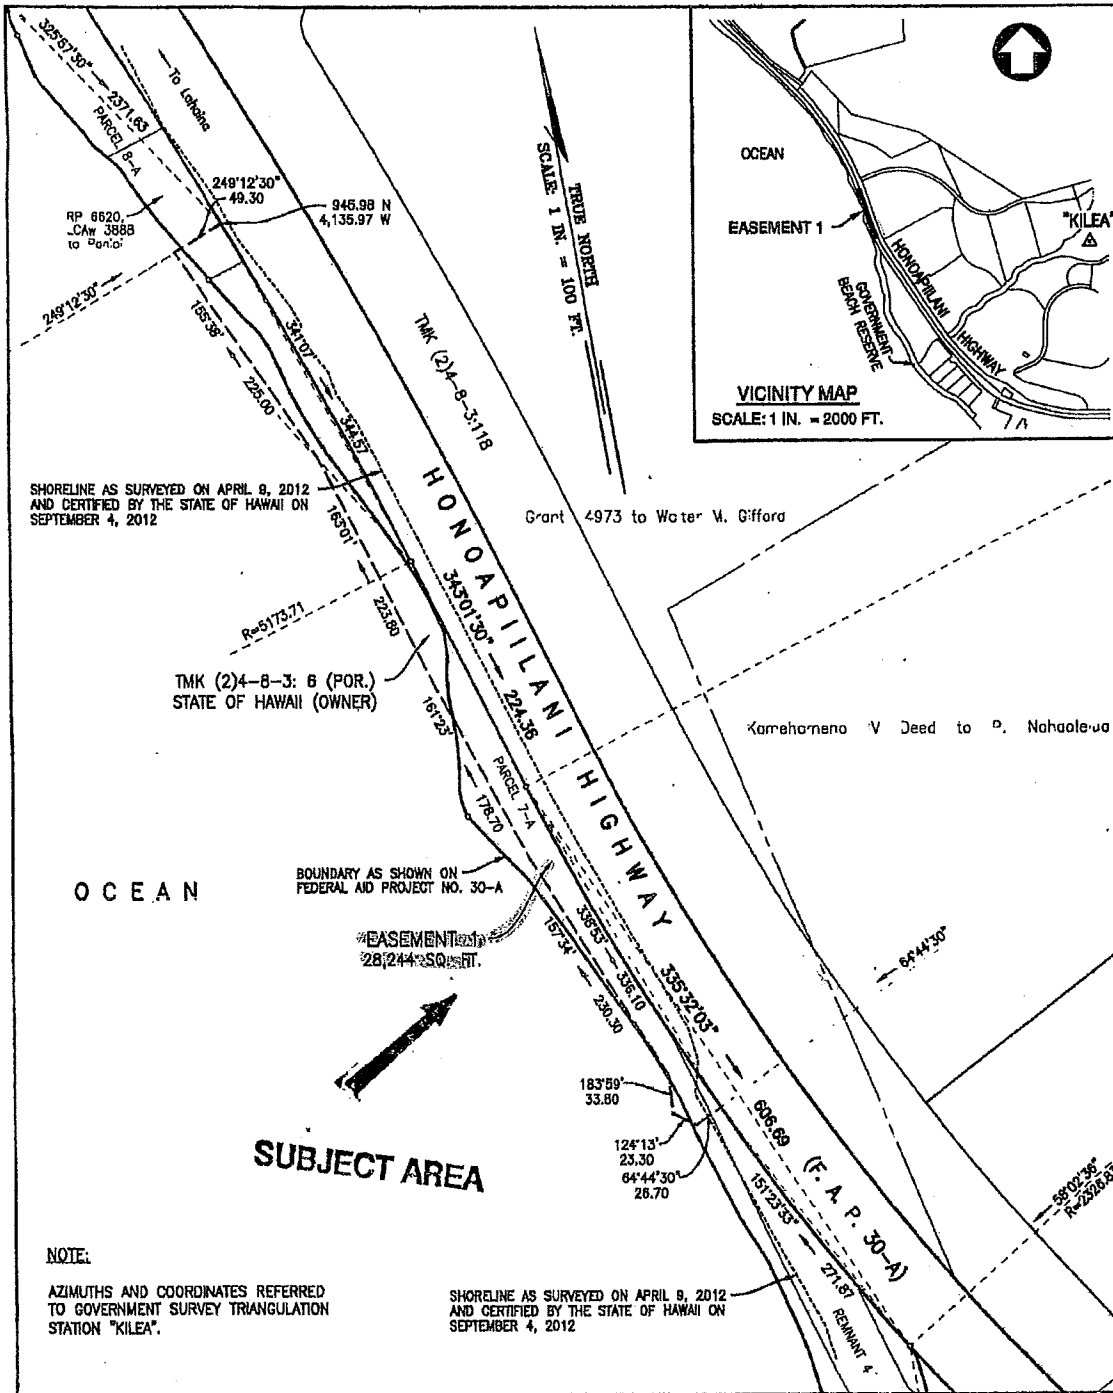 325°57'30"
2371.63
PARCEL 8-A
To Lahaina
249°12'30"
49.30
946.98 N
4,135.97 W
RP 6620,
249°12'30"
155°38'
225.00
341°07'
344.57
TMK (2)4-8-3:118
TRUE NORTH
SCALE: 1 IN. = 100 FT.
OCEAN
EASEMENT 1
"KILEA"
HONOAPIILANI
HIGHWAY
GOVERNMENT
BEACH RESERVE
VICINITY MAP
SCALE: 1 IN. = 2000 FT.
SHORELINE AS SURVEYED ON APRIL 9, 2012
AND CERTIFIED BY THE STATE OF HAWAII ON
SEPTEMBER 4, 2012
163°01'
223.80
R=5173.71
HONOAPIILANI HIGHWAY
343°01'30"
224.36
Grant 4973 to Walter M. Gifford
TMK (2)4-8-3: 6 (POR.)
STATE OF HAWAII (OWNER)
161°23'
178.70
PARCEL 7-A
Deed to P.
OCEAN
BOUNDARY AS SHOWN ON
FEDERAL AID PROJECT NO. 30-A
EASEMENT 1
28,244 SQ. FT.
157°34'
230.30
338°53'
336.10
335°32'03"
606.69
(F. A. P. 30-A)
64°44'30"
183°59'
33.80
124°13'
23.30
64°44'30"
26.70
SUBJECT AREA
151°23'33"
271.87
58°02'36"
REMNANT 4
NOTE:
AZIMUTHS AND COORDINATES REFERRED
TO GOVERNMENT SURVEY TRIANGULATION
STATION "KILEA".
SHORELINE AS SURVEYED ON APRIL 9, 2012
AND CERTIFIED BY THE STATE OF HAWAII ON
SEPTEMBER 4, 2012